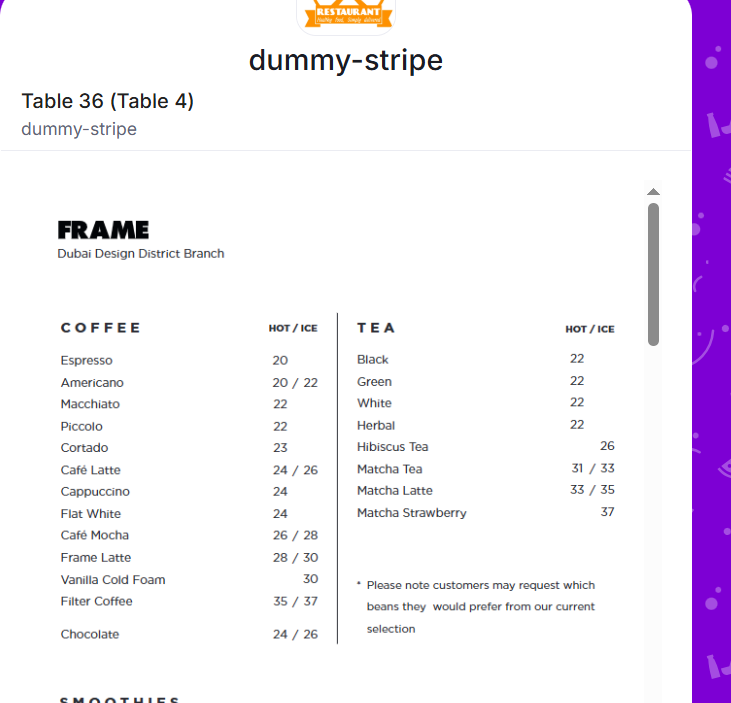 RESTAURANT
dummy-stripe
Table 36 (Table 4)
dummy-stripe
FRAME
Dubai Design District Branch
COFFEE HOT / ICE
Espresso 20
Americano 20 / 22
Macchiato 22
Piccolo 22
Cortado 23
Café Latte 24 / 26
Cappuccino 24
Flat White 24
Café Mocha 26 / 28
Frame Latte 28 / 30
Vanilla Cold Foam 30
Filter Coffee 35 / 37
Chocolate 24 / 26
TEA HOT / ICE
Black 22
Green 22
White 22
Herbal 22
Hibiscus Tea 26
Matcha Tea 31 / 33
Matcha Latte 33 / 35
Matcha Strawberry 37
* Please note customers may request which
beans they would prefer from our current
selection
SMOOTHIES